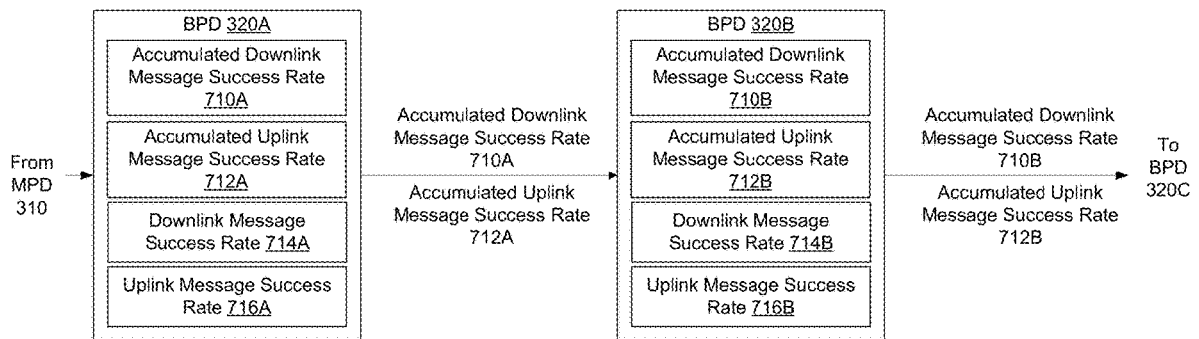 From
MPD
310
BPD 320A
Accumulated Downlink
Message Success Rate
710A
Accumulated Uplink
Message Success Rate
712A
Downlink Message
Success Rate 714A
Uplink Message Success
Rate 716A
Accumulated Downlink
Message Success Rate
710A
Accumulated Uplink
Message Success Rate
712A
BPD 320B
Accumulated Downlink
Message Success Rate
710B
Accumulated Uplink
Message Success Rate
712B
Downlink Message
Success Rate 714B
Uplink Message Success
Rate 716B
Accumulated Downlink
Message Success Rate
710B
Accumulated Uplink
Message Success Rate
712B
To
BPD
320C